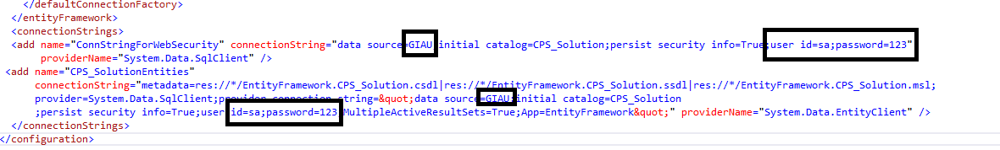 </defaultConnectionFactory>
</entityFramework>
<connectionStrings>
<add name="ConnStringForWebSecurity" connectionString="data source=GIAU;initial catalog=CPS_Solution;persist security info=True;user id=sa;password=123"
providerName="System.Data.SqlClient" />
<add name="CPS_SolutionEntities"
connectionString="metadata=res://*/EntityFramework.CPS_Solution.csdl|res://*/EntityFramework.CPS_Solution.ssdl|res://*/EntityFramework.CPS_Solution.msl;
provider=System.Data.SqlClient;provider connection string=&quot;data source=GIAU;initial catalog=CPS_Solution
;persist security info=True;user id=sa;password=123;MultipleActiveResultSets=True;App=EntityFramework&quot;" providerName="System.Data.EntityClient" />
</connectionStrings>
</configuration>